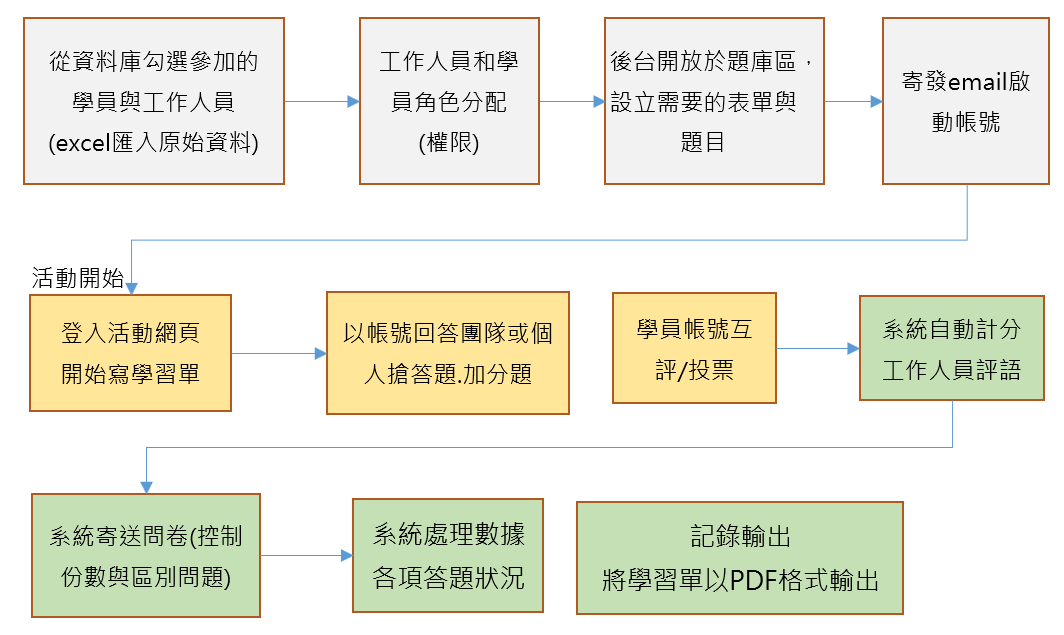 從資料庫勾選參加的
學員與工作人員
(excel匯入原始資料)
工作人員和學
員角色分配
(權限)
後台開放於題庫區，
設立需要的表單與
題目
寄發email啟
動帳號
活動開始
登入活動網頁
開始寫學習單
以帳號回答團隊或個
人搶答題.加分題
學員帳號互
評/投票
系統自動計分
工作人員評語
系統寄送問卷(控制
份數與區別問題)
系統處理數據
各項答題狀況
記錄輸出
將學習單以PDF格式輸出